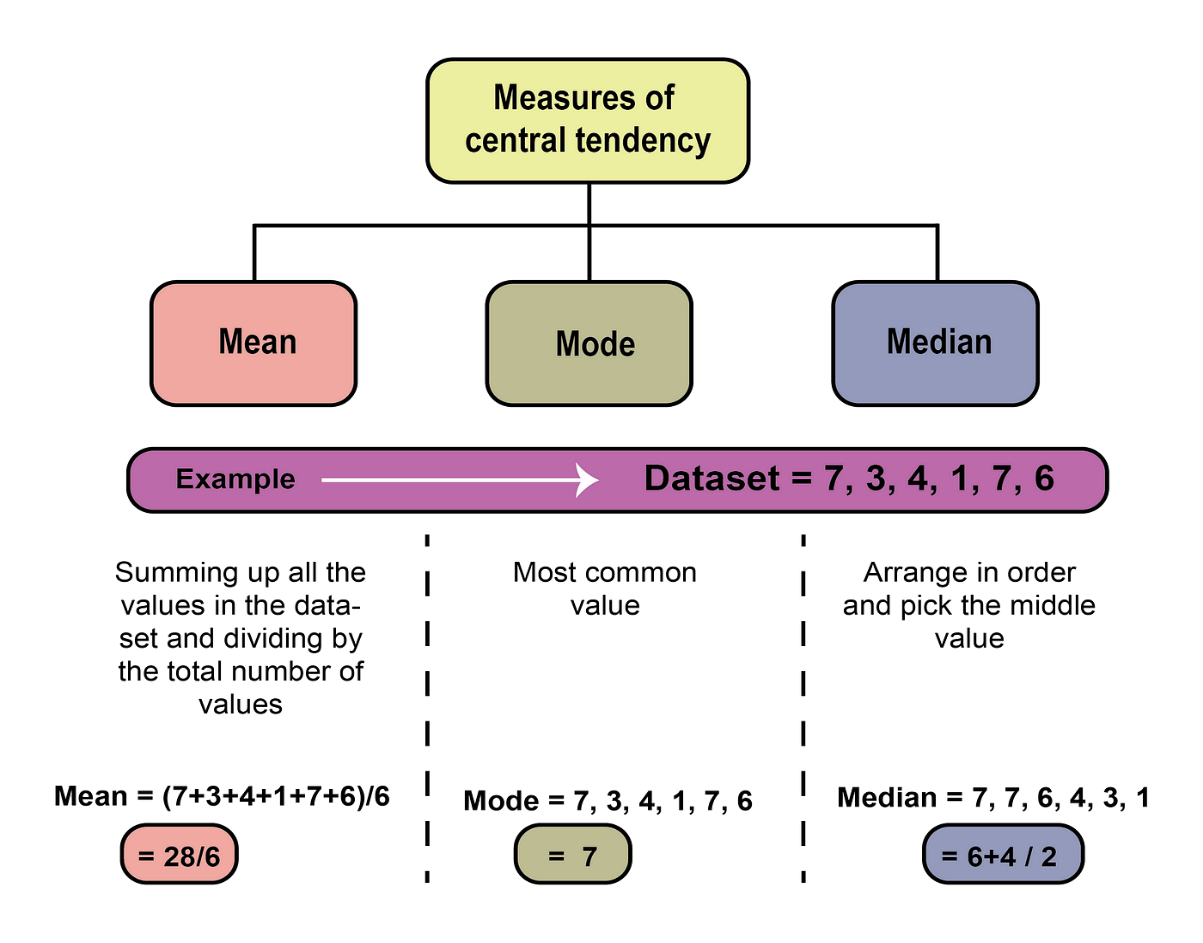 Measures of
central tendency
Mean
Mode
Median
Example
Dataset = 7, 3, 4, 1, 7, 6
Summing up all the
values in the data-
set and dividing by
the total number of
values
Mean = (7+3+4+1+7+6)/6
= 28/6
Most common
value
Mode = 7, 3, 4, 1, 7, 6
= 7
Arrange in order
and pick the middle
value
Median = 7, 7, 6, 4, 3, 1
= 6+4 / 2